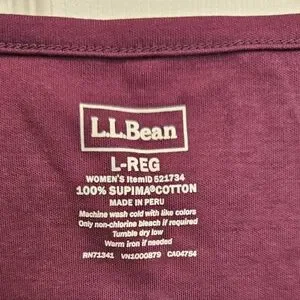 L.L.Bean
L-REG
WOMEN'S ItemID 521734
100% SUPIMA®COTTON
MADE IN PERU
Machine wash cold with like colors
Only non-chlorine bleach if required
Tumble dry low
Warm iron if needed
RN71341 VN1000879 CA04754